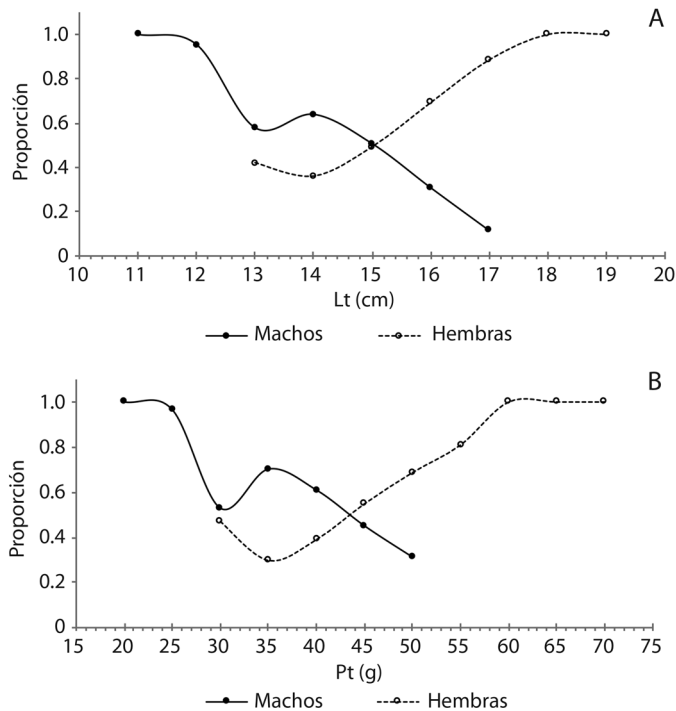 A
1.0
0.8
0.6
0.4
0.2
0
Proporción
10 11 12 13 14 15 16 17 18 19 20
Lt (cm)
Machos Hembras
B
1.0
0.8
0.6
0.4
0.2
0
Proporción
15 20 25 30 35 40 45 50 55 60 65 70 75
Pt (g)
Machos Hembras